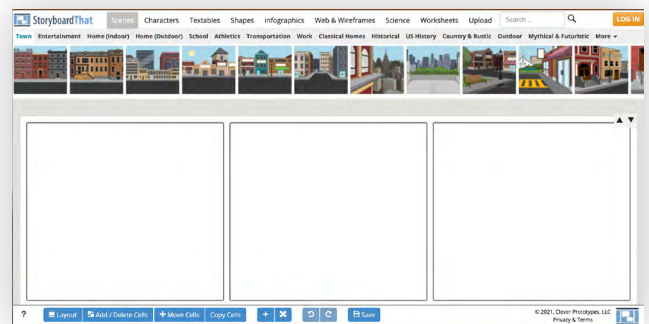 StoryboardThat Scenes Characters Textables Shapes infographics Web & Wireframes Science Worksheets Upload Search ... LOG IN
Town Entertainment Home (Indoor) Home (Outdoor) School Athletics Transportation Work Classical Homes Historical US History Country & Rustic Outdoor Mythical & Futuristic More
? Layout Add / Delete Cells Move Cells Copy Cells Save
© 2021, Clever Prototypes, LLC
Privacy & Terms